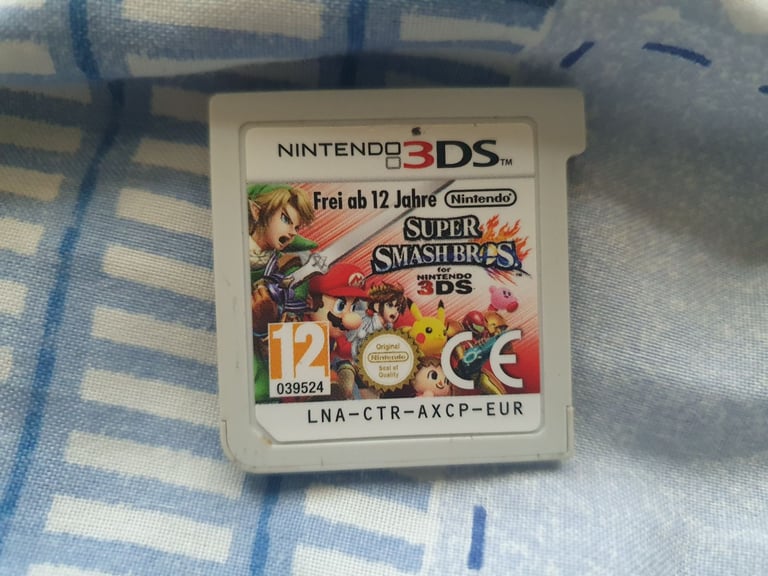 NINTENDO 3DS™
Frei ab 12 Jahre Nintendo®
SUPER
SMASH BROS.
for
NINTENDO
3DS
12
039524
Original
Nintendo
Seal of
Quality
CE
LNA-CTR-AXCP-EUR